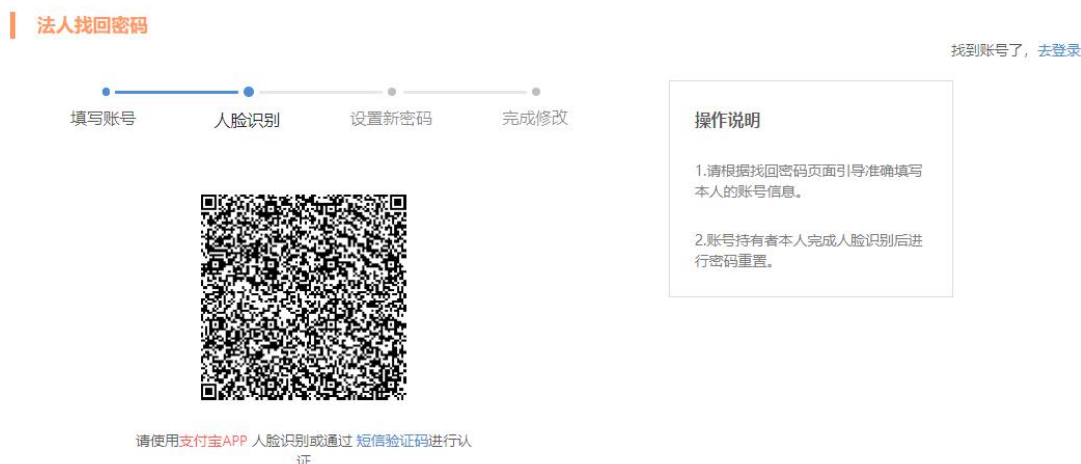 法人找回密码
找到账号了，去登录
填写账号
人脸识别
设置新密码
完成修改
操作说明
1.请根据找回密码页面引导准确填写
本人的账号信息。
2.账号持有者本人完成人脸识别后进
行密码重置。
请使用支付宝APP 人脸识别或通过 短信验证码进行认
证